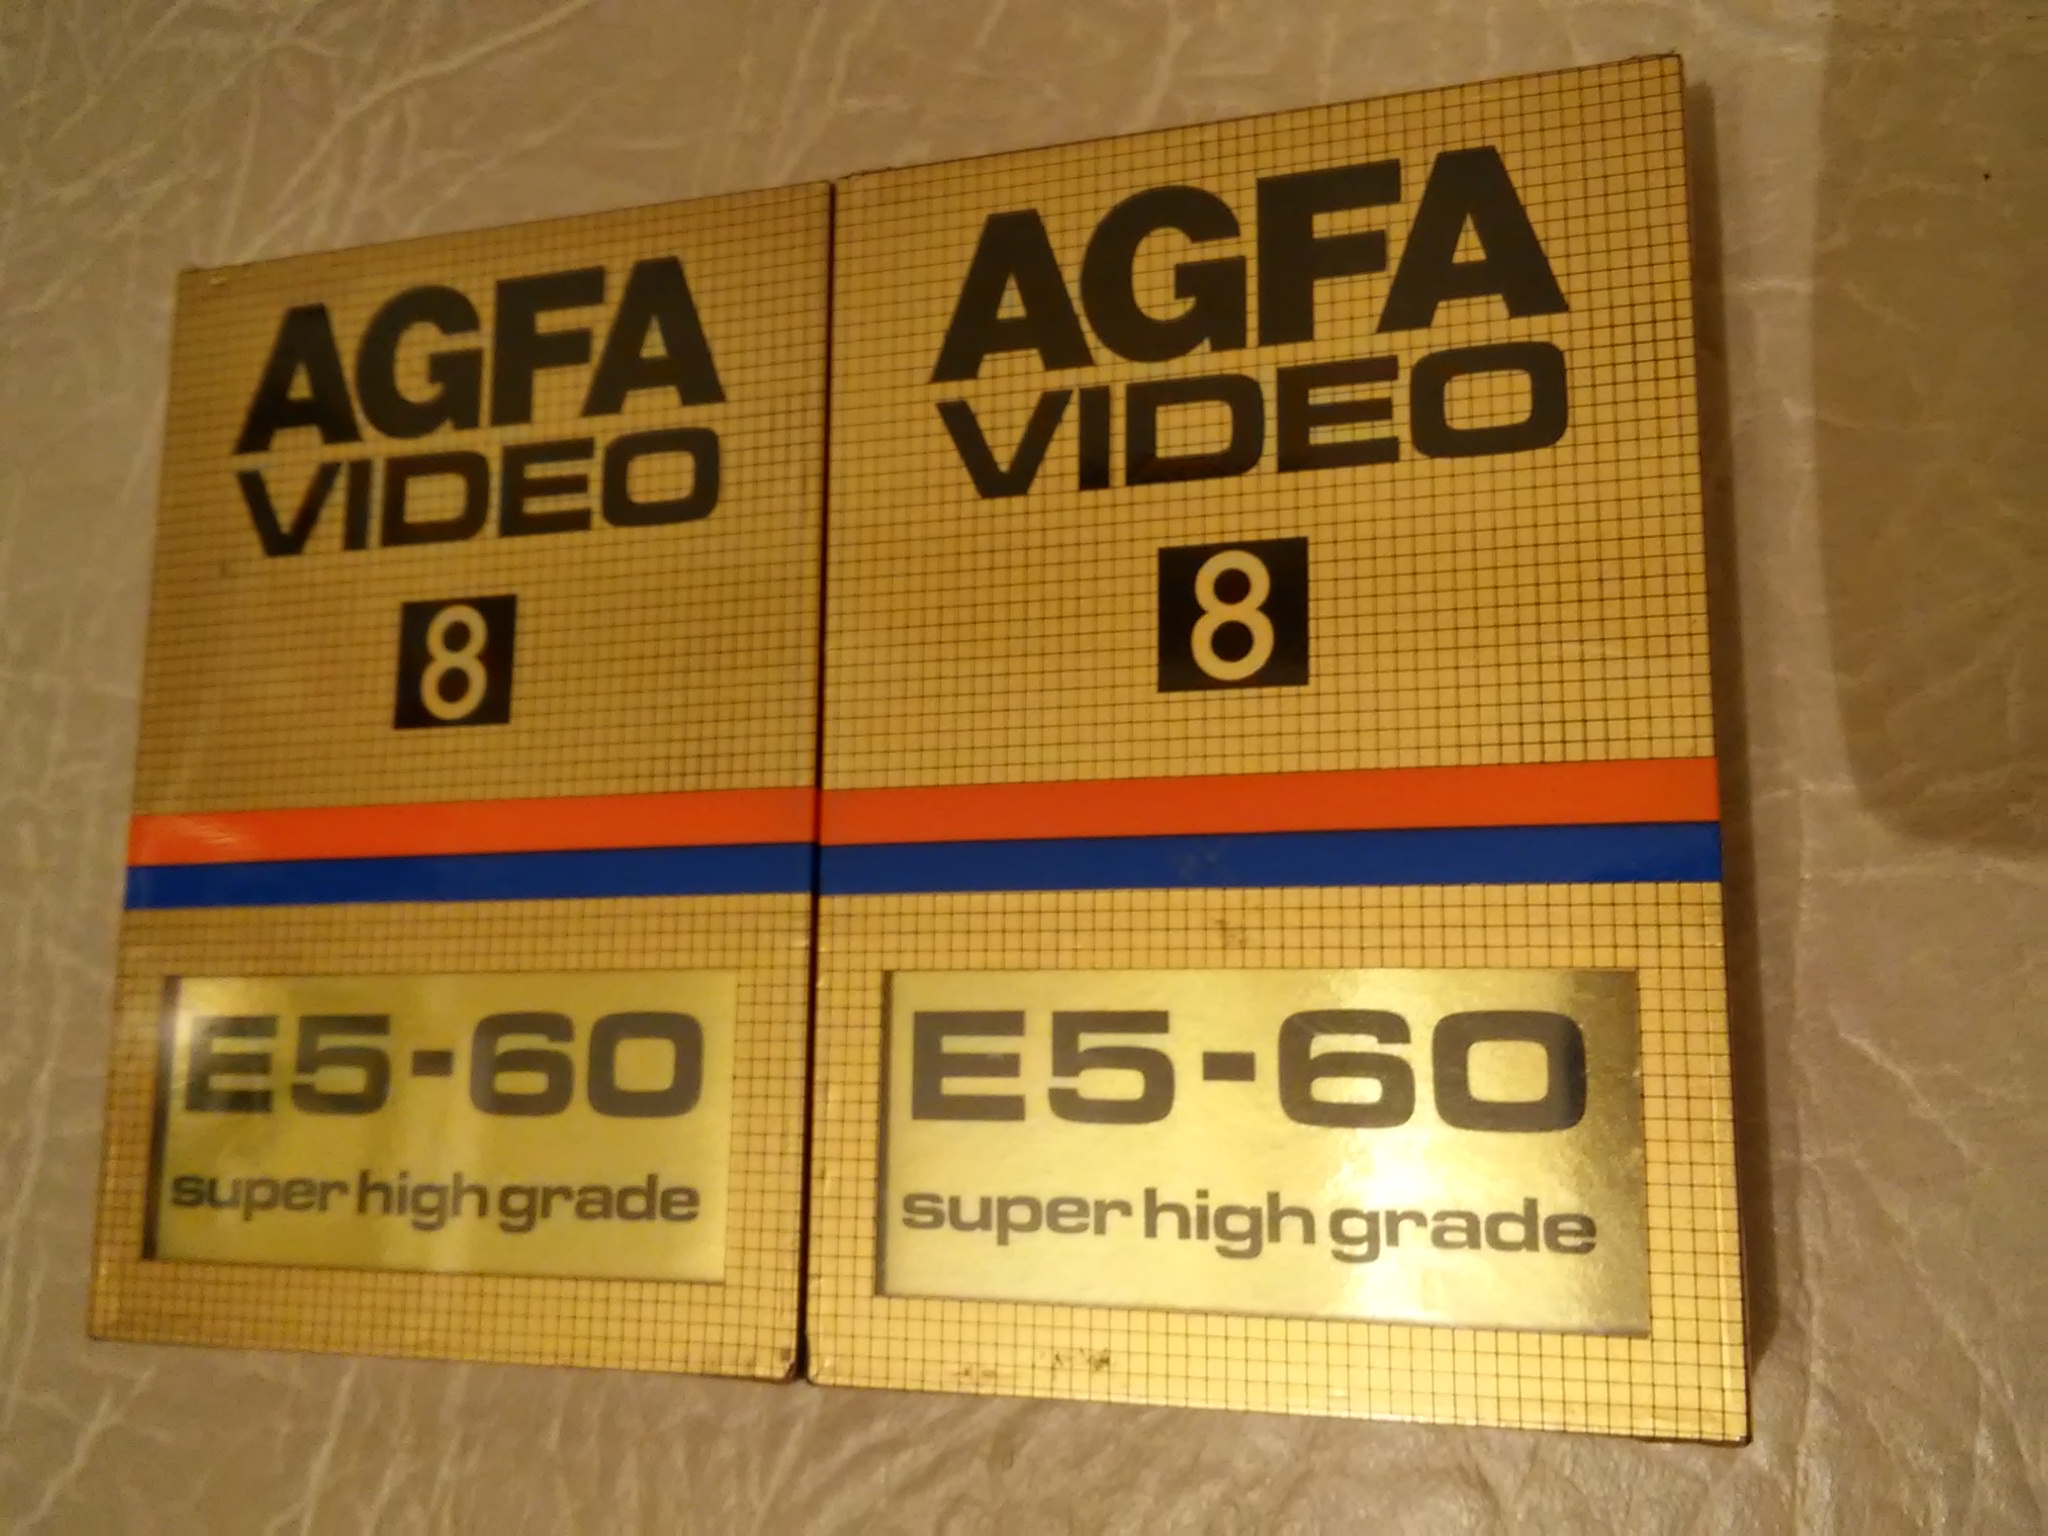 AGFA
VIDEO
8
E5-60
super high grade
AGFA
VIDEO
8
E5-60
super high grade